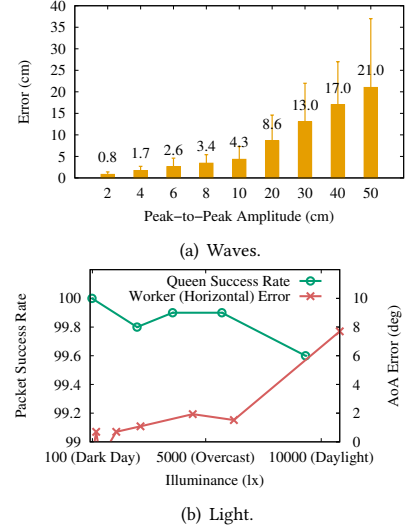 40
35
30
25
20
15
10
5
0
Error (cm)
0.8 1.7 2.6 3.4 4.3 8.6 13.0 17.0 21.0
2 4 6 8 10 20 30 40 50
Peak-to-Peak Amplitude (cm)
(a) Waves.
Queen Success Rate
Worker (Horizontal) Error
100 10
99.8 8
99.6 6
99.4 4
99.2 2
99 0
Packet Success Rate
AoA Error (deg)
100 (Dark Day) 5000 (Overcast) 10000 (Daylight)
Illuminance (lx)
(b) Light.